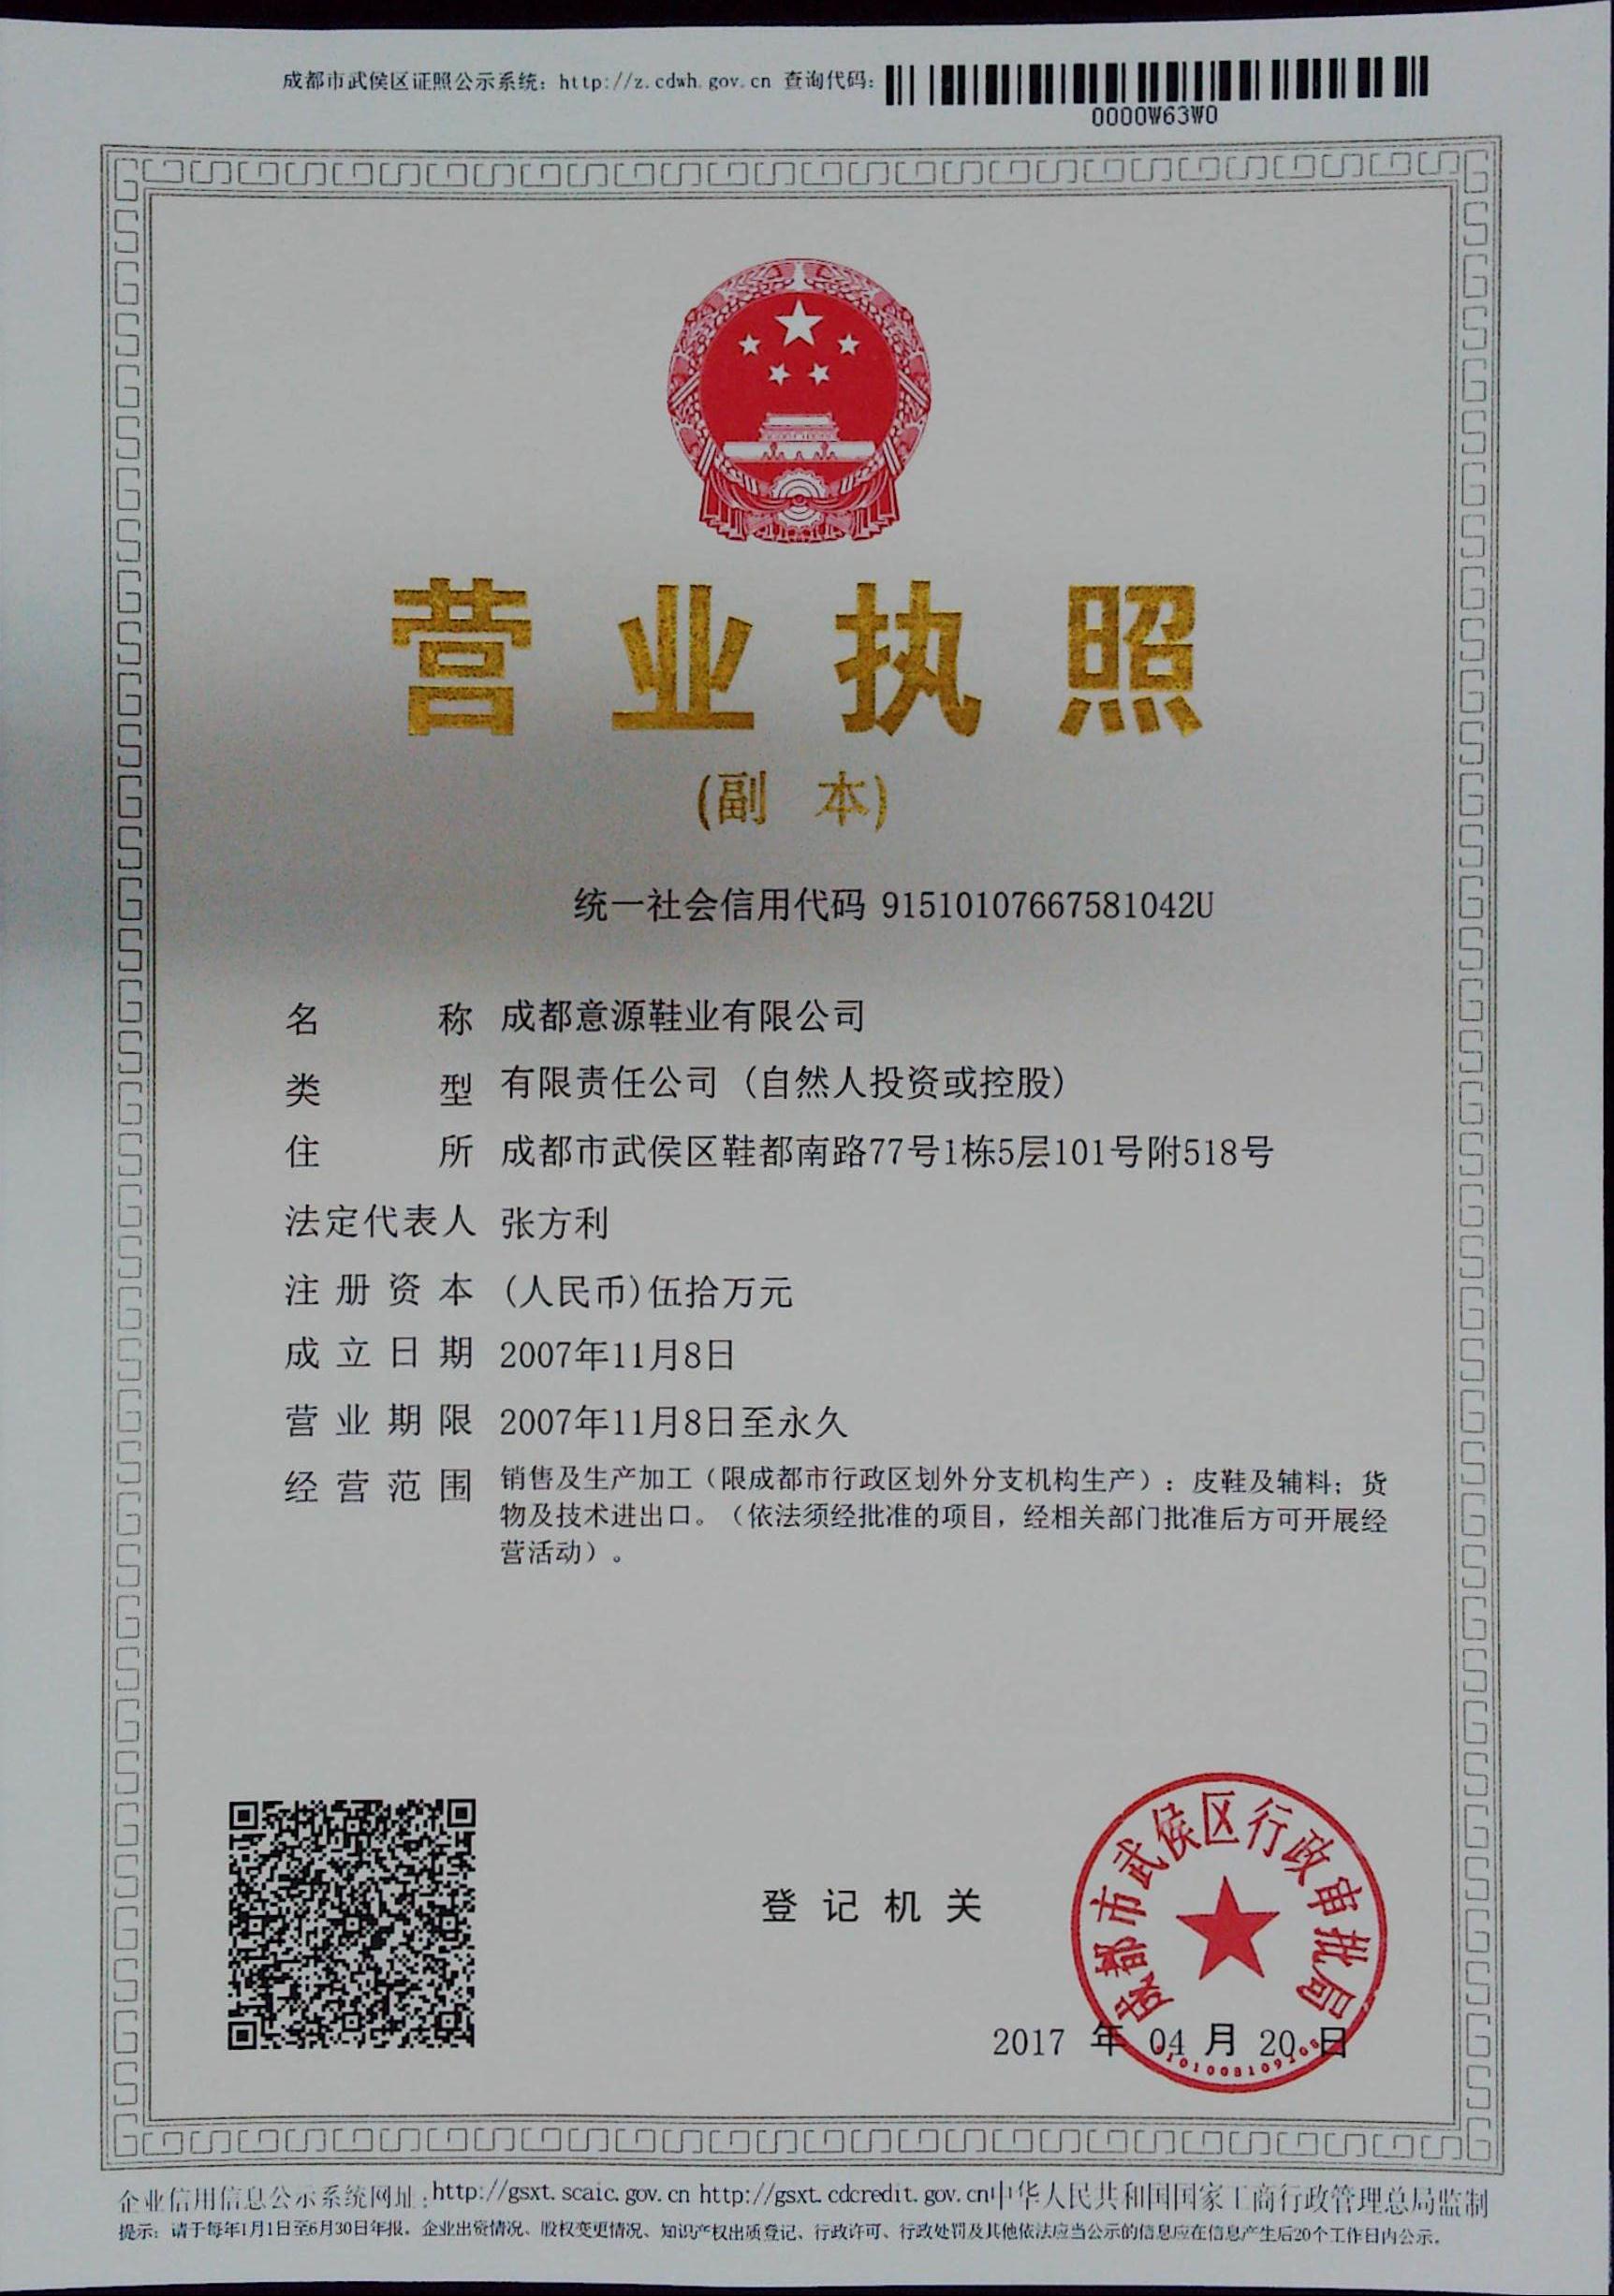 成都市武侯区证照公示系统：http://z.cdwh.gov.cn 查询代码：
0000W63W0
营业执照
(副 本)
统一社会信用代码 91510107667581042U
名 称 成都意源鞋业有限公司
类 型 有限责任公司（自然人投资或控股）
住 所 成都市武侯区鞋都南路77号1栋5层101号附518号
法定代表人 张方利
注册资本 (人民币)伍拾万元
成立日期 2007年11月8日
营业期限 2007年11月8日至永久
经营范围 销售及生产加工（限成都市行政区划外分支机构生产）：皮鞋及辅料；货
物及技术进出口。（依法须经批准的项目，经相关部门批准后方可开展经
营活动）。
成都市武侯区行政审批局
登记机关
2017 年 04 月 20 日
企业信用信息公示系统网址：http://gsxt.scaic.gov.cn http://gsxt.cdcredit.gov.cn中华人民共和国国家工商行政管理总局监制
提示：请于每年1月1日至6月30日年报。企业出资情况、股权变更情况、知识产权出质登记、行政许可、行政处罚及其他依法应当公示的信息应在信息产生后20个工作日内公示。